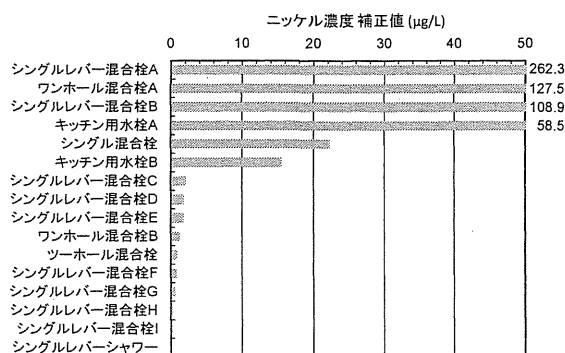 ニッケル濃度 補正値 (μg/L)
0 10 20 30 40 50
シングルレバー混合栓A 262.3
ワンホール混合栓A 127.5
シングルレバー混合栓B 108.9
キッチン用水栓A 58.5
シングル混合栓
キッチン用水栓B
シングルレバー混合栓C
シングルレバー混合栓D
シングルレバー混合栓E
ワンホール混合栓B
ツーホール混合栓
シングルレバー混合栓F
シングルレバー混合栓G
シングルレバー混合栓H
シングルレバー混合栓I
シングルレバーシャワー